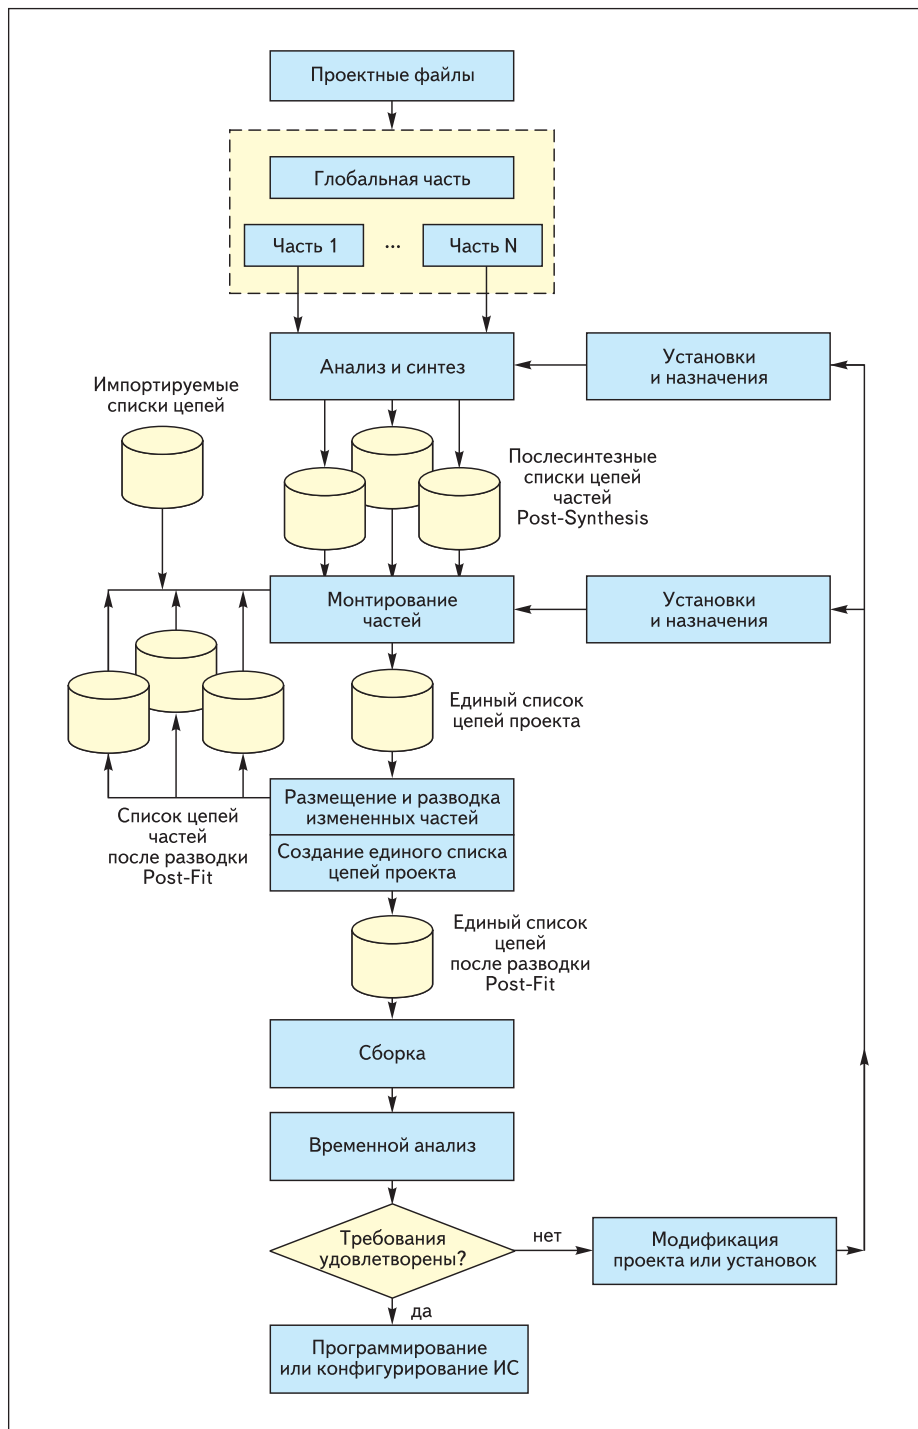 Проектные файлы
Глобальная часть
Часть 1
...
Часть N
Анализ и синтез
Установки
и назначения
Импортируемые
списки цепей
Послесинтезные
списки цепей
частей
Post-Synthesis
Монтирование
частей
Установки
и назначения
Единый список
цепей проекта
Размещение и разводка
измененных частей
Список цепей
частей
после разводки
Post-Fit
Создание единого списка
цепей проекта
Единый список
цепей
после разводки
Post-Fit
Сборка
Временной анализ
Требования
удовлетворены?
нет
Модификация
проекта или установок
да
Программирование
или конфигурирование ИС